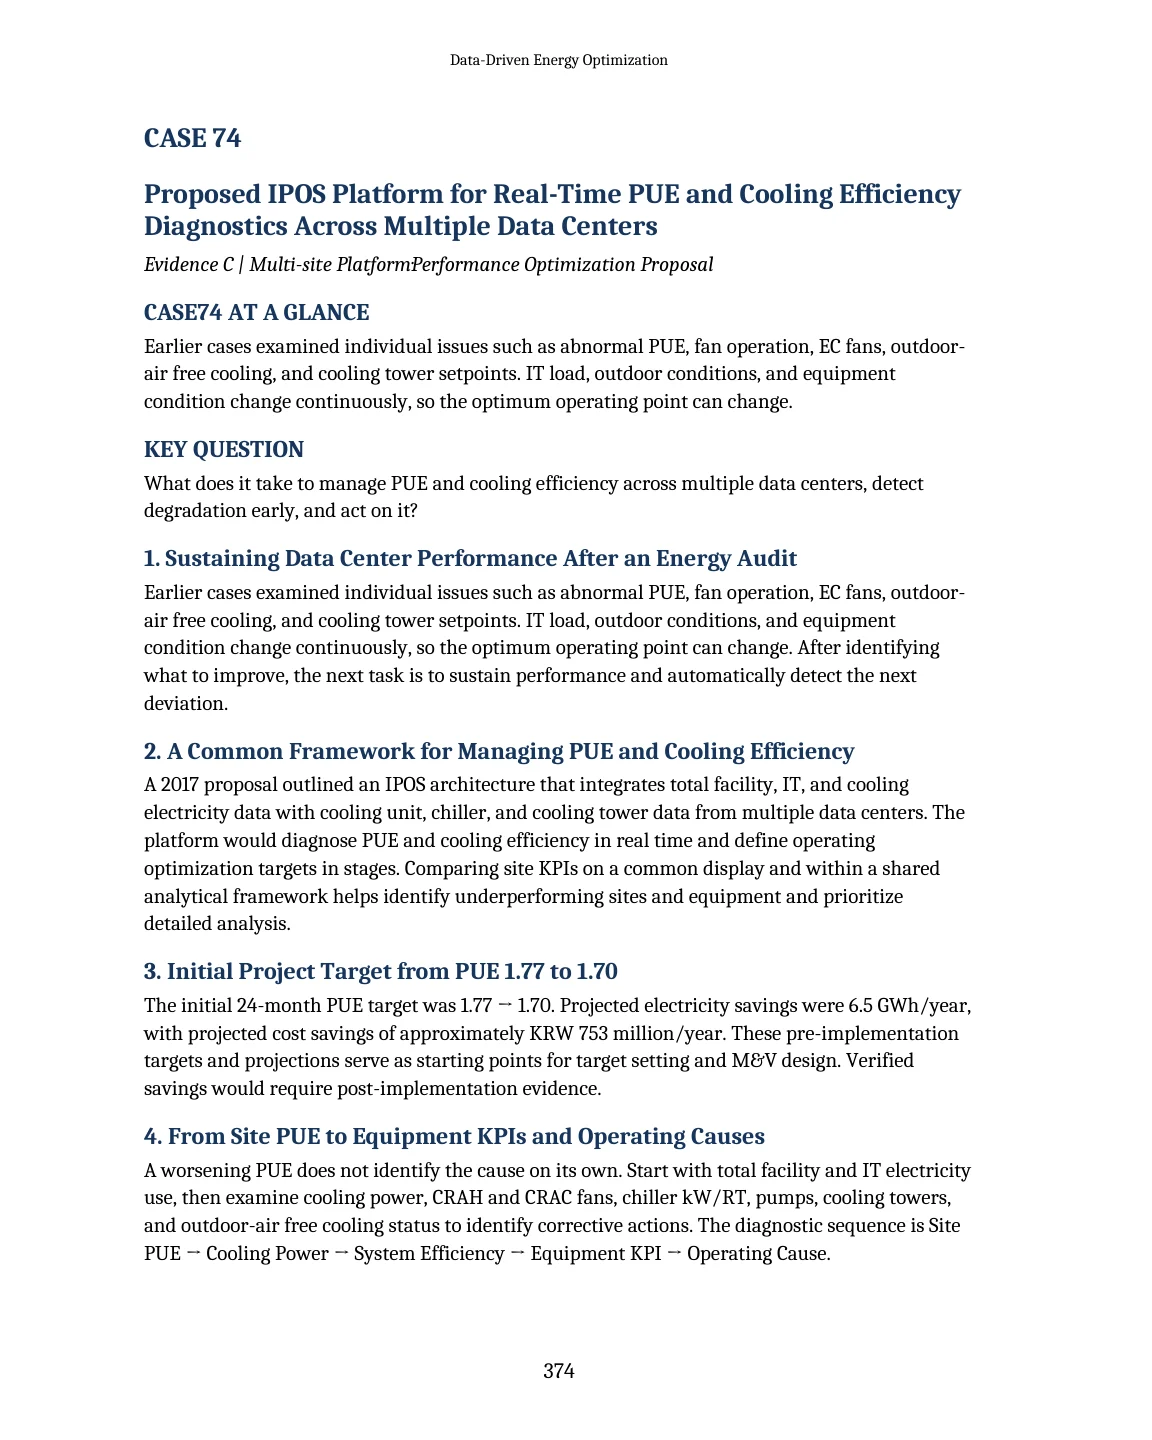 Data-Driven Energy Optimization
CASE 74
Proposed IPOS Platform for Real-Time PUE and Cooling Efficiency
Diagnostics Across Multiple Data Centers
Evidence C | Multi-site PlatformPerformance Optimization Proposal
CASE74 AT A GLANCE
Earlier cases examined individual issues such as abnormal PUE, fan operation, EC fans, outdoor-
air free cooling, and cooling tower setpoints. IT load, outdoor conditions, and equipment
condition change continuously, so the optimum operating point can change.
KEY QUESTION
What does it take to manage PUE and cooling efficiency across multiple data centers, detect
degradation early, and act on it?
1. Sustaining Data Center Performance After an Energy Audit
Earlier cases examined individual issues such as abnormal PUE, fan operation, EC fans, outdoor-
air free cooling, and cooling tower setpoints. IT load, outdoor conditions, and equipment
condition change continuously, so the optimum operating point can change. After identifying
what to improve, the next task is to sustain performance and automatically detect the next
deviation.
2. A Common Framework for Managing PUE and Cooling Efficiency
A 2017 proposal outlined an IPOS architecture that integrates total facility, IT, and cooling
electricity data with cooling unit, chiller, and cooling tower data from multiple data centers. The
platform would diagnose PUE and cooling efficiency in real time and define operating
optimization targets in stages. Comparing site KPIs on a common display and within a shared
analytical framework helps identify underperforming sites and equipment and prioritize
detailed analysis.
3. Initial Project Target from PUE 1.77 to 1.70
The initial 24-month PUE target was 1.77 → 1.70. Projected electricity savings were 6.5 GWh/year,
with projected cost savings of approximately KRW 753 million/year. These pre-implementation
targets and projections serve as starting points for target setting and M&V design. Verified
savings would require post-implementation evidence.
4. From Site PUE to Equipment KPIs and Operating Causes
A worsening PUE does not identify the cause on its own. Start with total facility and IT electricity
use, then examine cooling power, CRAH and CRAC fans, chiller kW/RT, pumps, cooling towers,
and outdoor-air free cooling status to identify corrective actions. The diagnostic sequence is Site
PUE → Cooling Power → System Efficiency → Equipment KPI → Operating Cause.
374